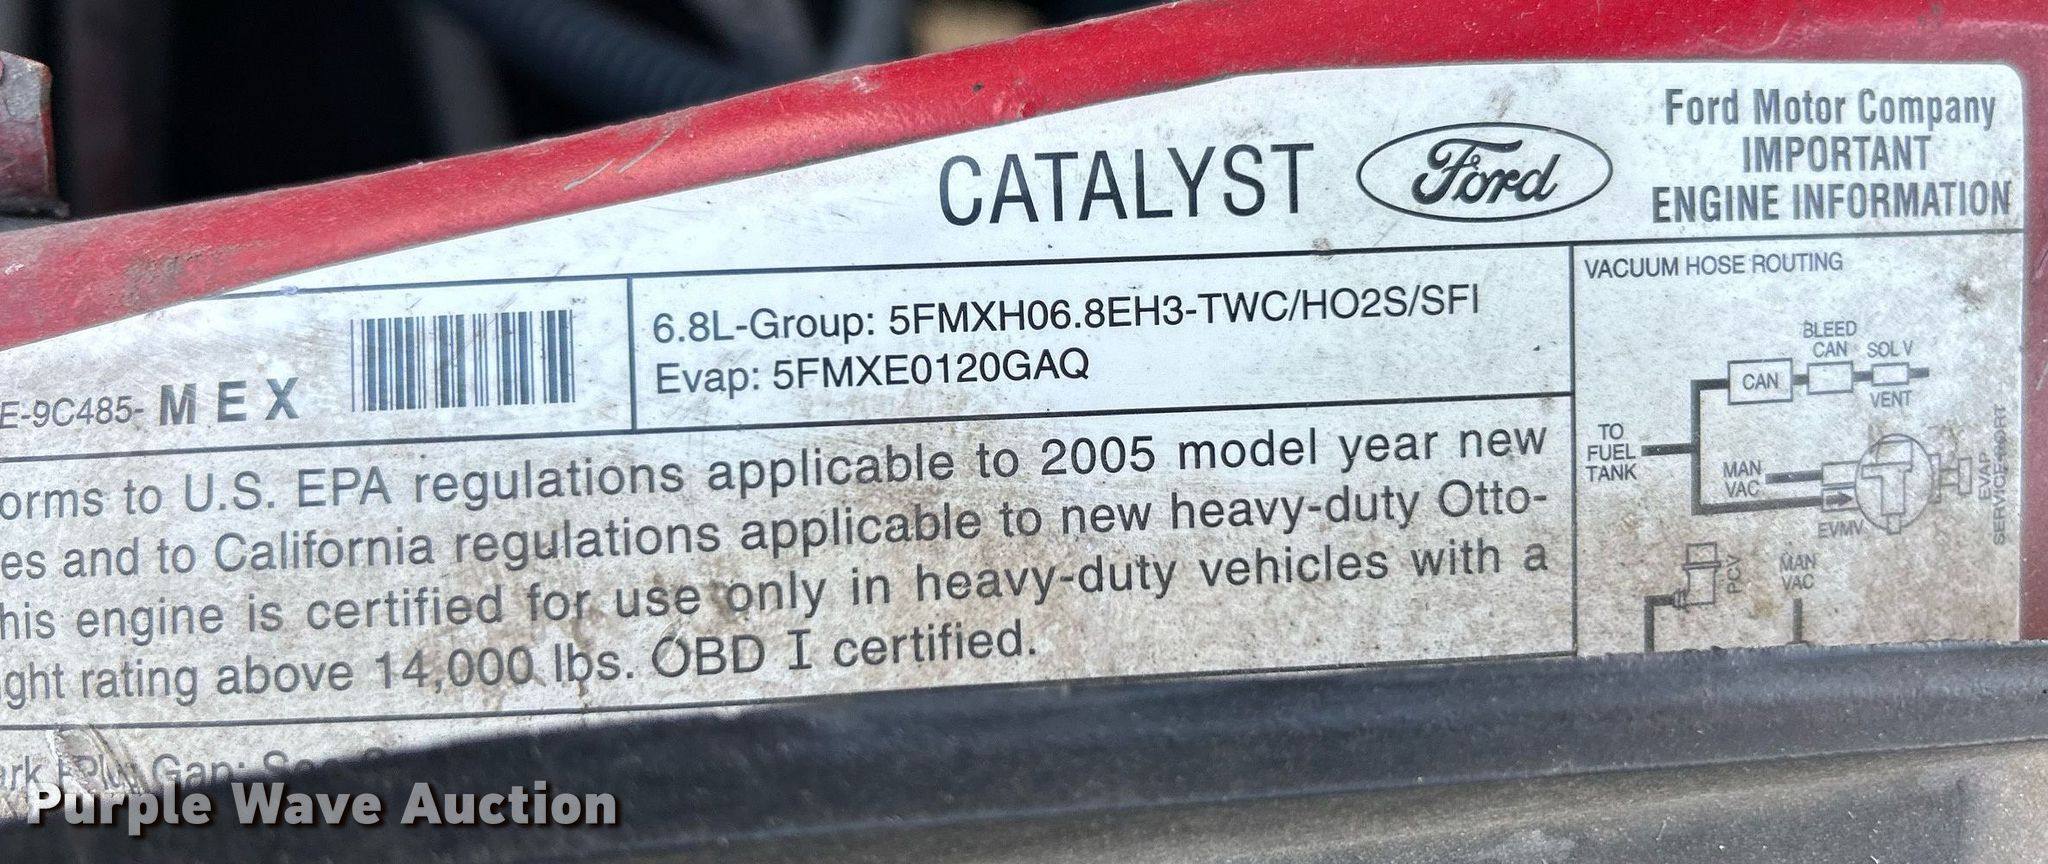 Ford Motor Company
IMPORTANT
ENGINE INFORMATION
CATALYST
Ford
E-9C485- MEX
6.8L-Group: 5FMXH06.8EH3-TWC/HO2S/SFI
Evap: 5FMXE0120GAQ
orms to U.S. EPA regulations applicable to 2005 model year new
es and to California regulations applicable to new heavy-duty Otto-
his engine is certified for use only in heavy-duty vehicles with a
ght rating above 14,000 lbs. OBD I certified.
Gap:
VACUUM HOSE ROUTING
BLEED
CAN
SOL V
CAN
VENT
TO
FUEL
TANK
MAN
VAC
EVMV
EVAP
SERVICE PORT
PCV
MAN
VAC
Purple Wave Auction